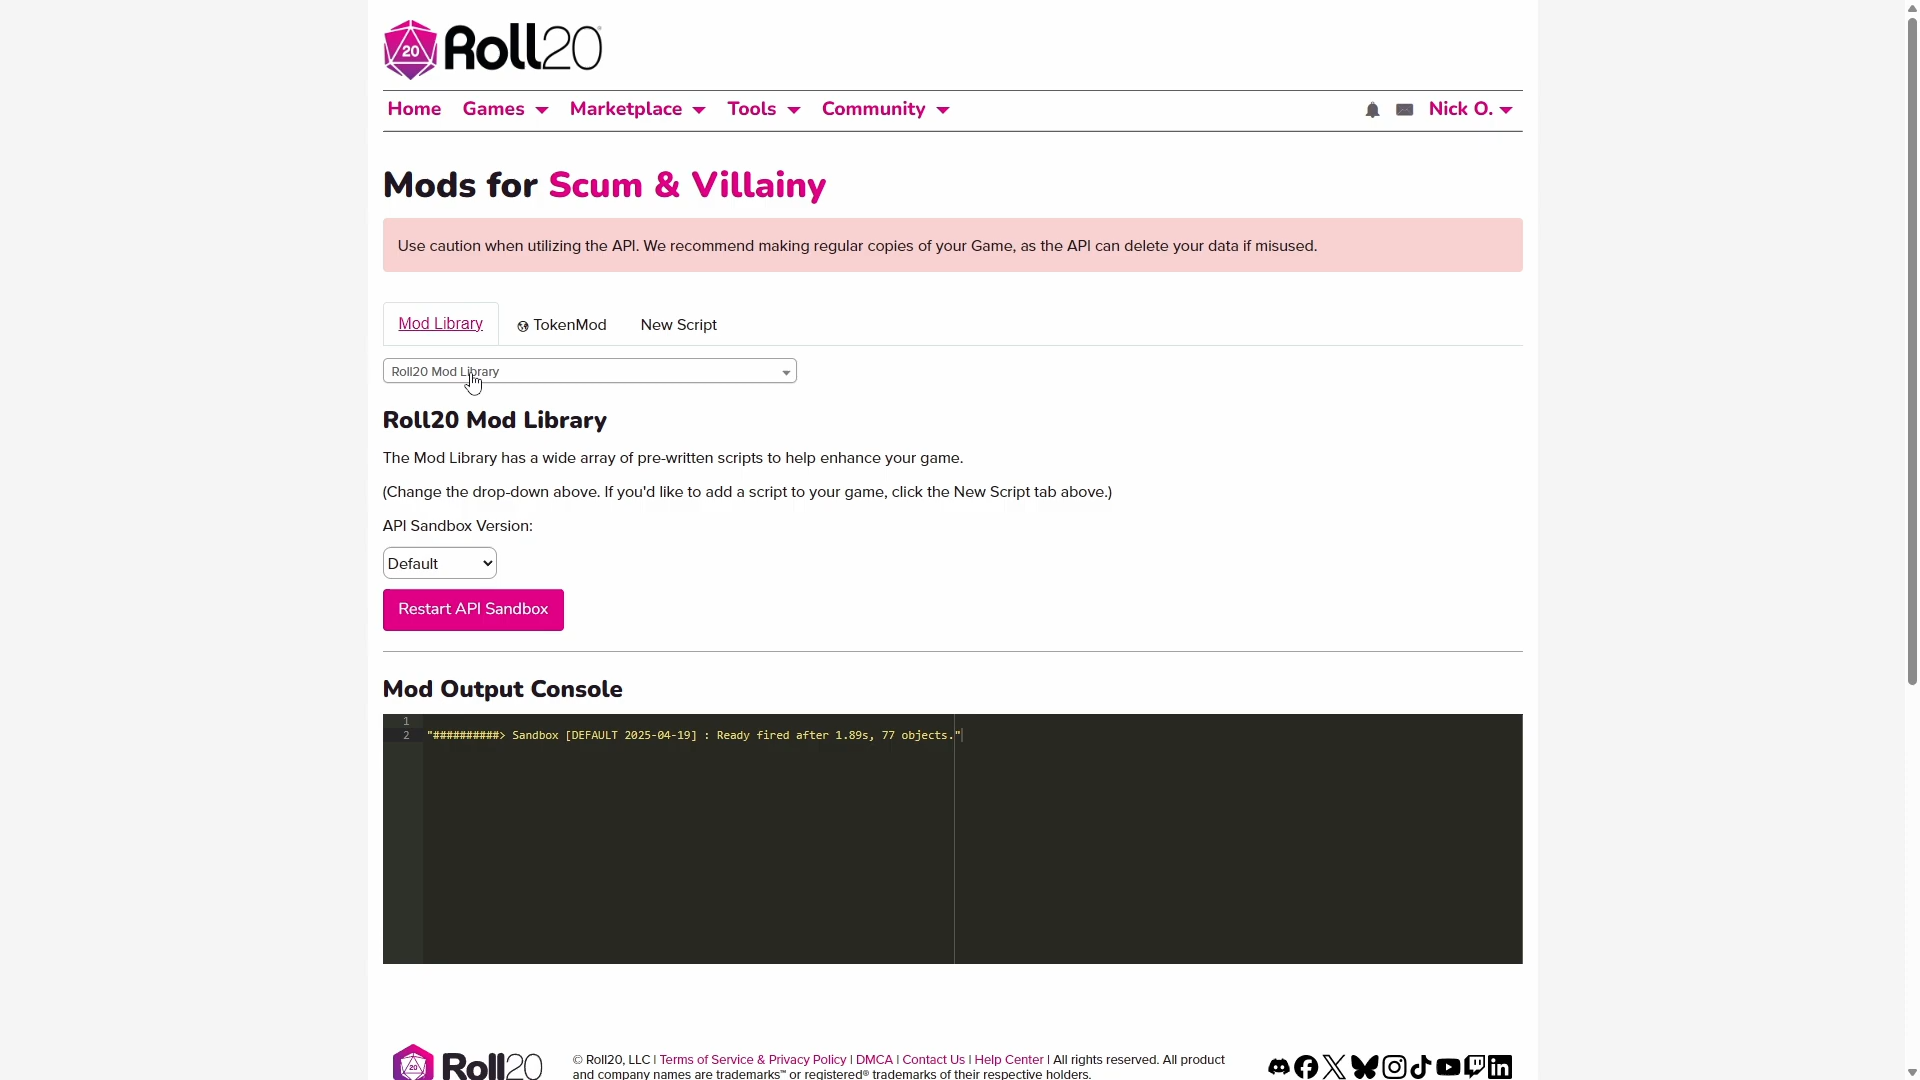 20 Roll20
Home Games Marketplace Tools Community Nick O.
Mods for Scum & Villainy
Use caution when utilizing the API. We recommend making regular copies of your Game, as the API can delete your data if misused.
Mod Library TokenMod New Script
Roll20 Mod Library
Roll20 Mod Library
The Mod Library has a wide array of pre-written scripts to help enhance your game.
(Change the drop-down above. If you'd like to add a script to your game, click the New Script tab above.)
API Sandbox Version:
Default
Restart API Sandbox
Mod Output Console
1
2 "##########> Sandbox [DEFAULT 2025-04-19] : Ready fired after 1.89s, 77 objects."
20 Roll20
© Roll20, LLC | Terms of Service & Privacy Policy | DMCA | Contact Us | Help Center | All rights reserved. All product
and company names are trademarks™ or registered® trademarks of their respective holders.